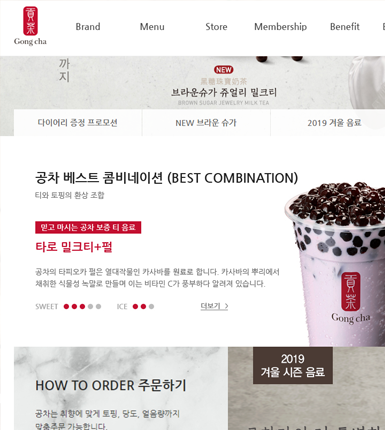 貢茶
Gong cha
Brand
Menu
Store
Membership
Benefit
까
지
NEW
黑糖珠寶奶茶
브라운슈가 쥬얼리 밀크티
BROWN SUGAR JEWELRY MILK TEA
다이어리 증정 프로모션
NEW 브라운 슈가
2019 겨울 음료
공차 베스트 콤비네이션 (BEST COMBINATION)
티와 토핑의 환상 조합
믿고 마시는 공차 보증 티 음료
타로 밀크티+펄
공차의 타피오카 펄은 열대작물인 카사바를 원료로 합니다. 카사바의 뿌리에서
채취한 식물성 녹말로 만들며 이는 비타민 C가 풍부하다 알려져 있습니다.
SWEET
ICE
더보기 >
貢茶
Gong cha
HOW TO ORDER 주문하기
공차는 취향에 맞게 토핑, 당도, 얼음량까지
맞춤주문 가능합니다.
2019
겨울 시즌 음료